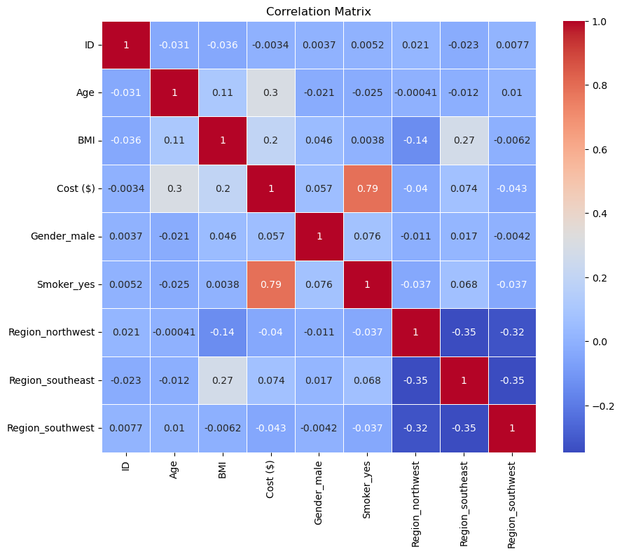 Correlation Matrix
ID 1 -0.031 -0.036 -0.0034 0.0037 0.0052 0.021 -0.023 0.0077
Age -0.031 1 0.11 0.3 -0.021 -0.025 -0.00041 -0.012 0.01
BMI -0.036 0.11 1 0.2 0.046 0.0038 -0.14 0.27 -0.0062
Cost ($) -0.0034 0.3 0.2 1 0.057 0.79 -0.04 0.074 -0.043
Gender_male 0.0037 -0.021 0.046 0.057 1 0.076 -0.011 0.017 -0.0042
Smoker_yes 0.0052 -0.025 0.0038 0.79 0.076 1 -0.037 0.068 -0.037
Region_northwest 0.021 -0.00041 -0.14 -0.04 -0.011 -0.037 1 -0.35 -0.32
Region_southeast -0.023 -0.012 0.27 0.074 0.017 0.068 -0.35 1 -0.35
Region_southwest 0.0077 0.01 -0.0062 -0.043 -0.0042 -0.037 -0.32 -0.35 1
ID Age BMI Cost ($) Gender_male Smoker_yes Region_northwest Region_southeast Region_southwest
1.0
0.8
0.6
0.4
0.2
0.0
−0.2